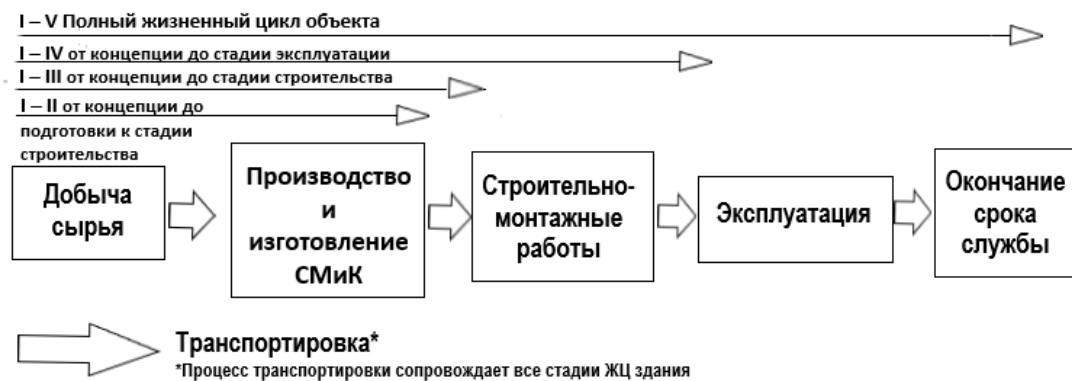 I – V Полный жизненный цикл объекта
I – IV от концепции до стадии эксплуатации
I – III от концепции до стадии строительства
I – II от концепции до
подготовки к стадии
строительства
Добыча
сырья
Производство
и
изготовление
СМиК
Строительно-
монтажные
работы
Эксплуатация
Окончание
срока
службы
Транспортировка*
*Процесс транспортировки сопровождает все стадии ЖЦ здания